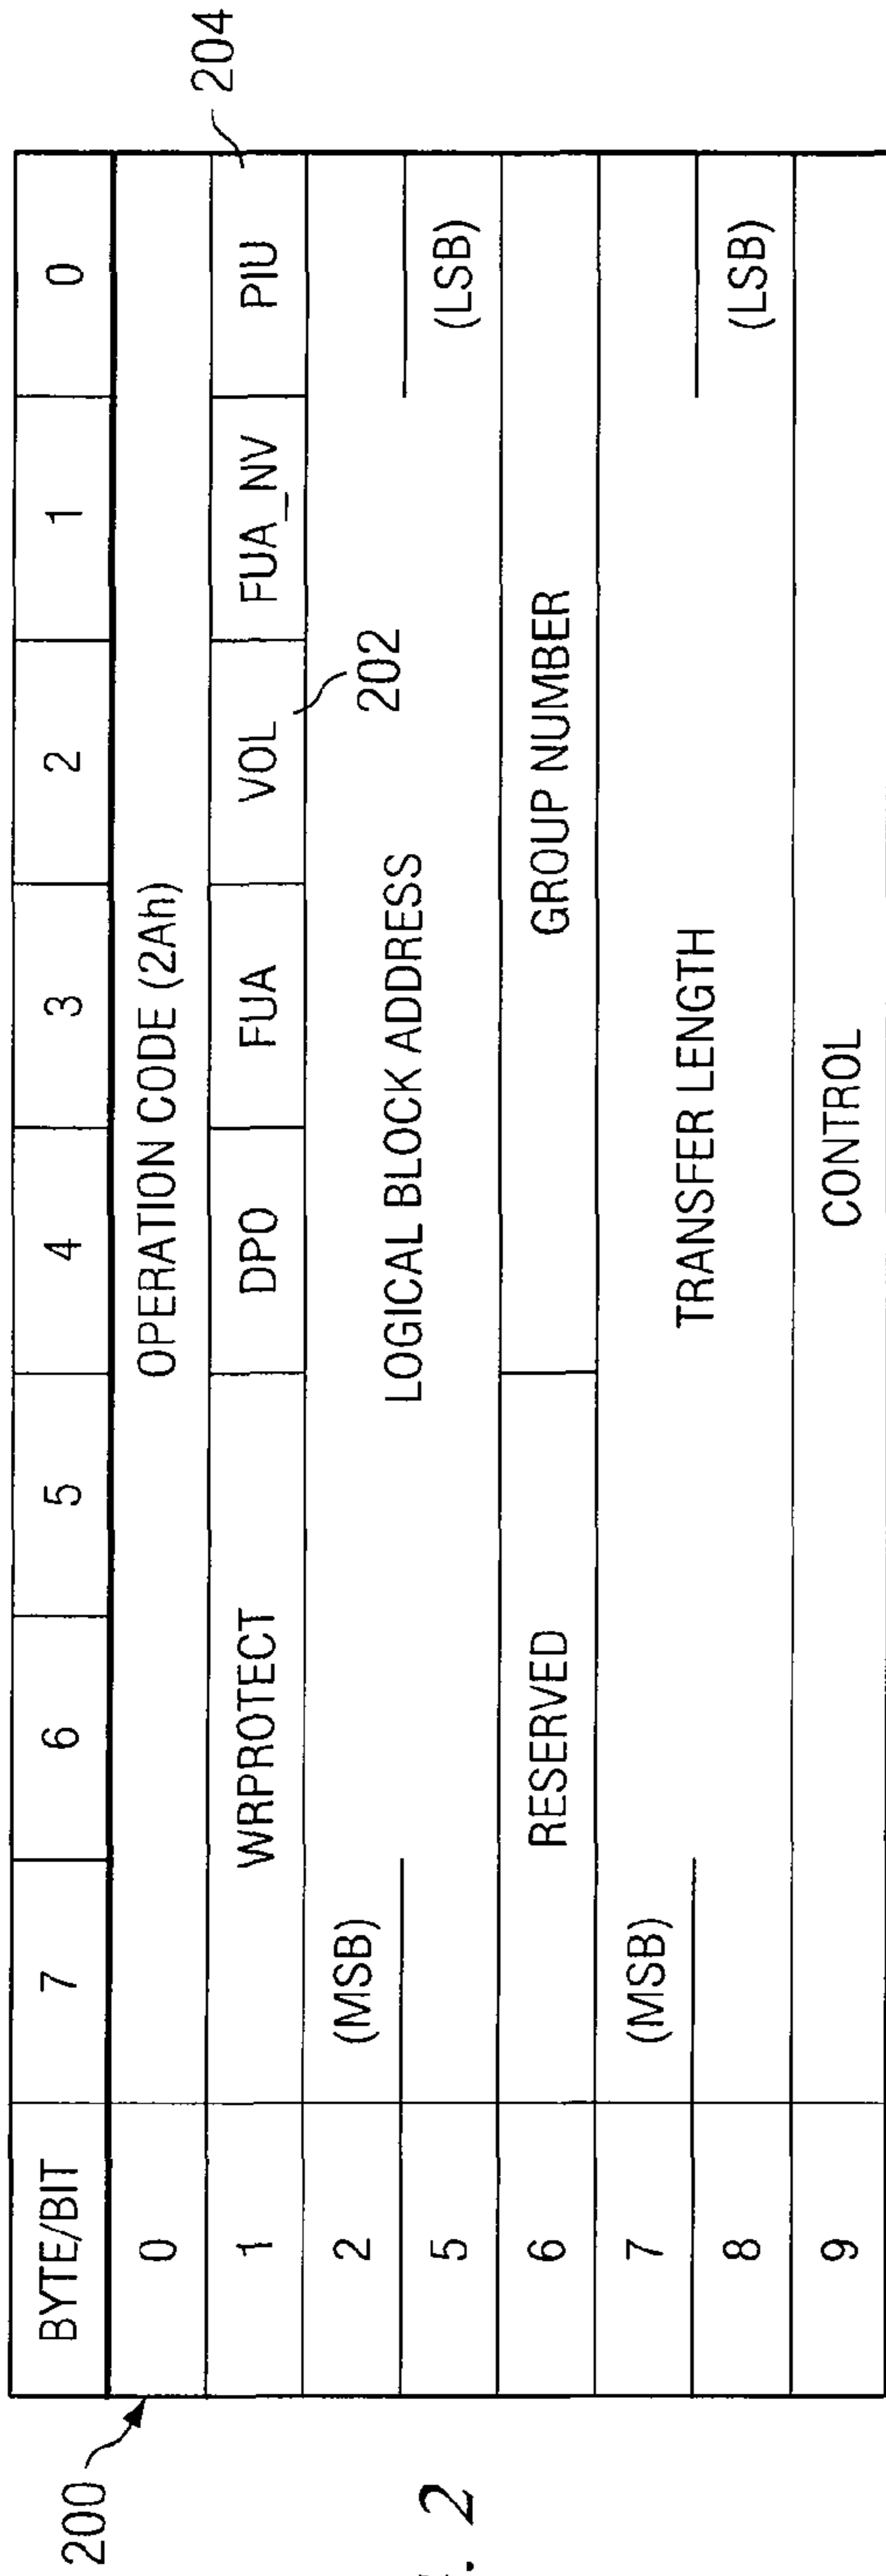 200
BYTE/BIT 7 6 5 4 3 2 1 0
0 OPERATION CODE (2Ah)
1 WRPROTECT DPO FUA VOL FUA_NV PIU
204
202
2 (MSB)
LOGICAL BLOCK ADDRESS
5 (LSB)
6 RESERVED GROUP NUMBER
7 (MSB)
TRANSFER LENGTH
8 (LSB)
9 CONTROL
. 2